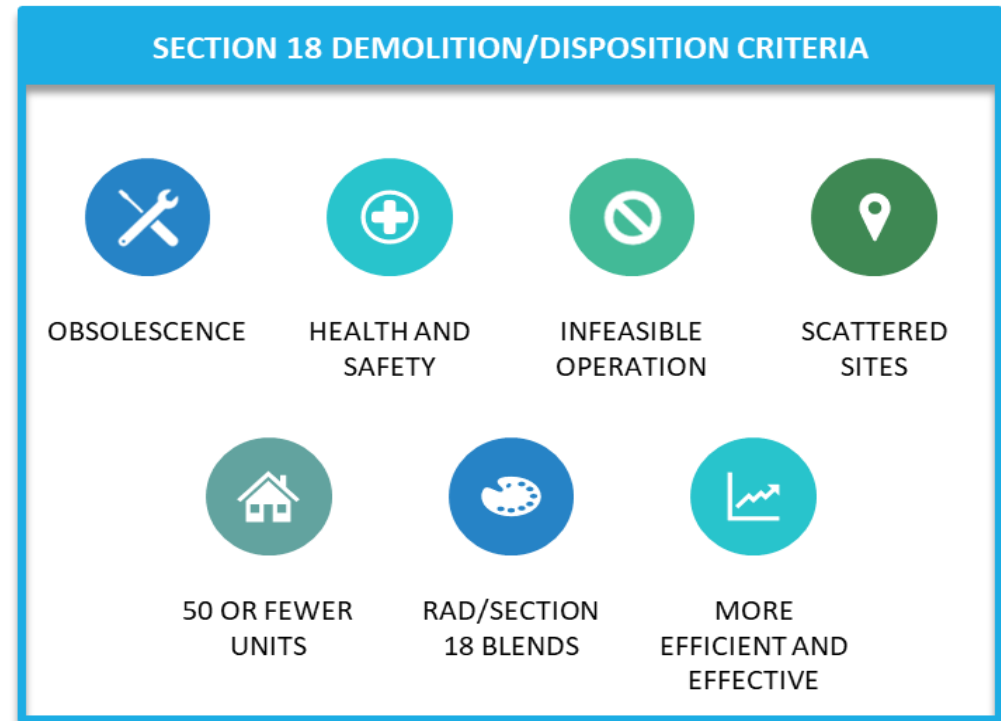 SECTION 18 DEMOLITION/DISPOSITION CRITERIA
OBSOLESCENCE
HEALTH AND
SAFETY
INFEASIBLE
OPERATION
SCATTERED
SITES
50 OR FEWER
UNITS
RAD/SECTION
18 BLENDS
MORE
EFFICIENT AND
EFFECTIVE